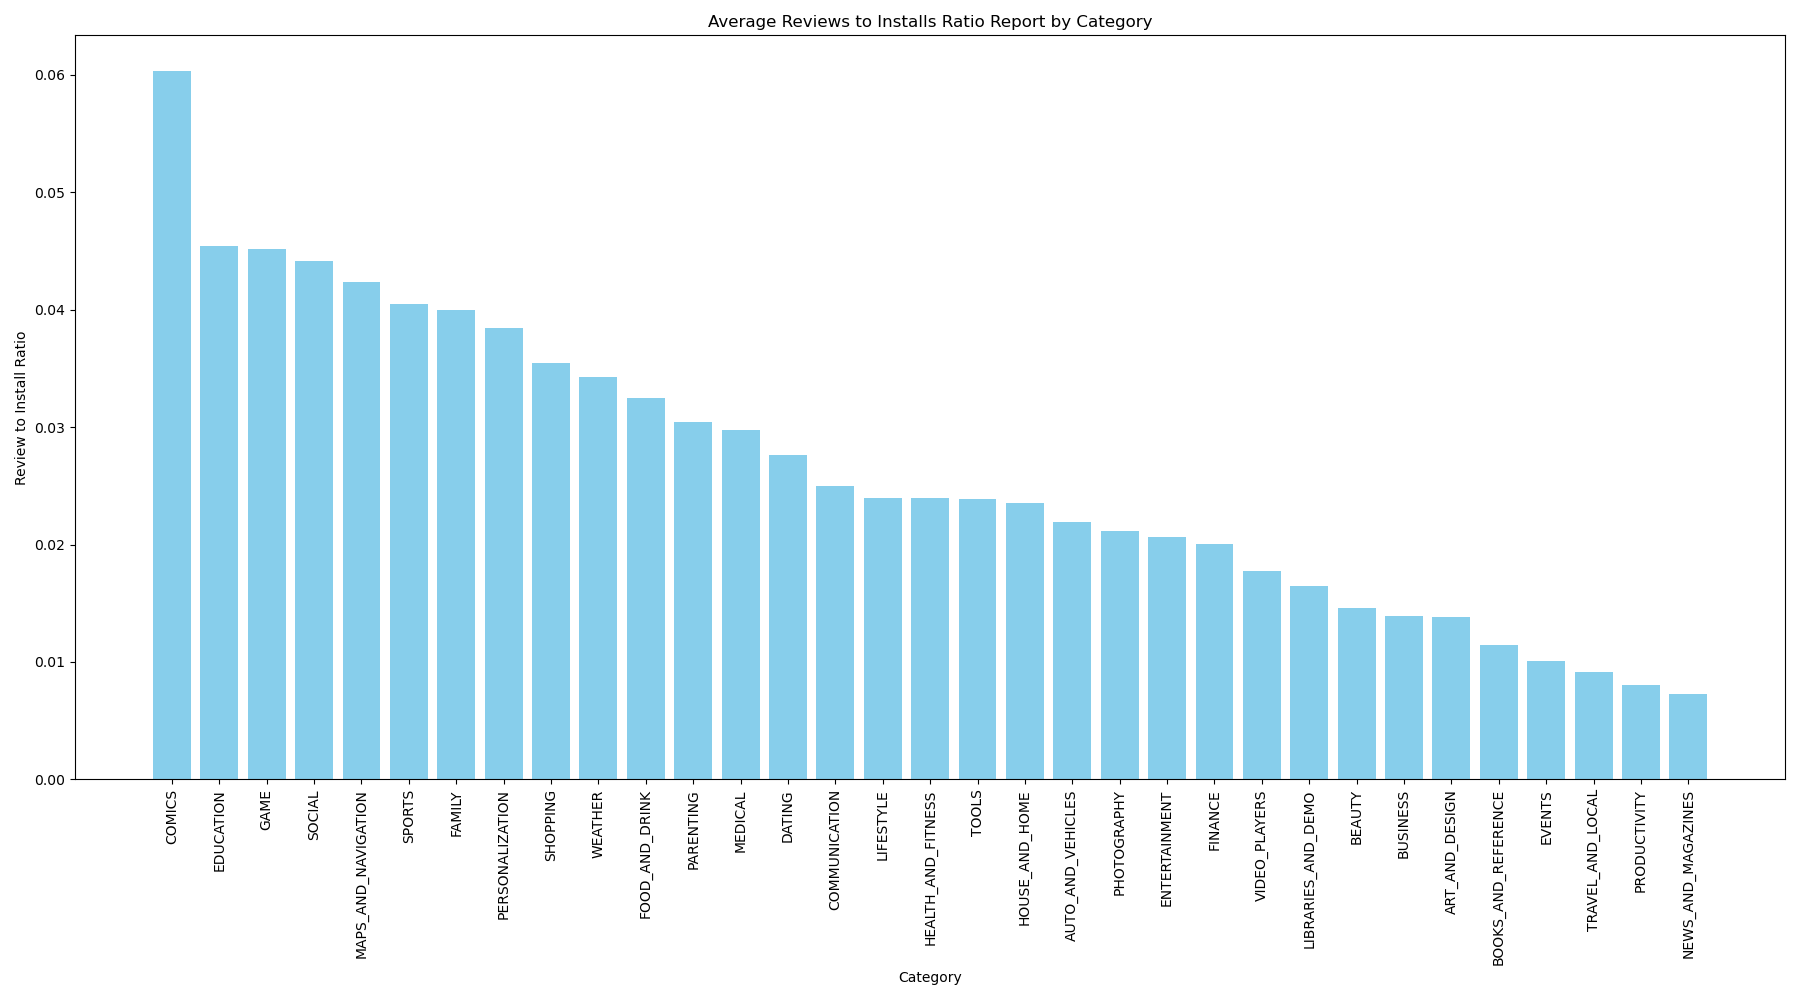 Average Reviews to Installs Ratio Report by Category
Review to Install Ratio
0.06
0.05
0.04
0.03
0.02
0.01
0.00
COMICS
EDUCATION
GAME
SOCIAL
MAPS_AND_NAVIGATION
SPORTS
FAMILY
PERSONALIZATION
SHOPPING
WEATHER
FOOD_AND_DRINK
PARENTING
MEDICAL
DATING
COMMUNICATION
LIFESTYLE
HEALTH_AND_FITNESS
TOOLS
HOUSE_AND_HOME
AUTO_AND_VEHICLES
PHOTOGRAPHY
ENTERTAINMENT
FINANCE
VIDEO_PLAYERS
LIBRARIES_AND_DEMO
BEAUTY
BUSINESS
ART_AND_DESIGN
BOOKS_AND_REFERENCE
EVENTS
TRAVEL_AND_LOCAL
PRODUCTIVITY
NEWS_AND_MAGAZINES
Category